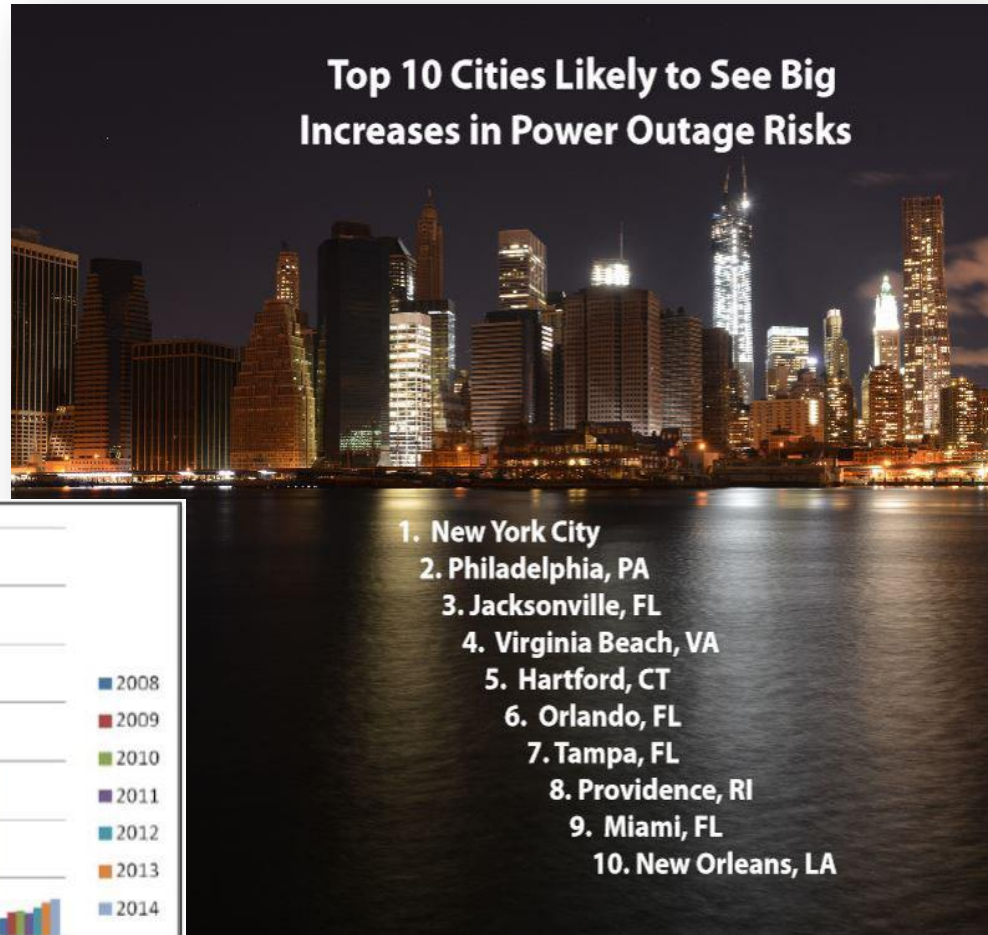 Top 10 Cities Likely to See Big
Increases in Power Outage Risks
1. New York City
2. Philadelphia, PA
3. Jacksonville, FL
4. Virginia Beach, VA
5. Hartford, CT
6. Orlando, FL
7. Tampa, FL
8. Providence, RI
9. Miami, FL
10. New Orleans, LA
2008
2009
2010
2011
2012
2013
2014